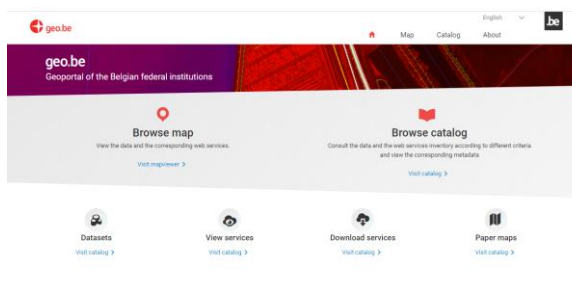 English
.be
geo.be
Map
Catalog
About
geo.be
Geoportal of the Belgian federal institutions
Browse map
View the data and the corresponding web services.
Visit mapviewer >
Browse catalog
Consult the data and the web services inventory according to different criteria
and view the corresponding metadata
Visit catalog >
Datasets
Visit catalog >
View services
Visit catalog >
Download services
Visit catalog >
Paper maps
Visit catalog >